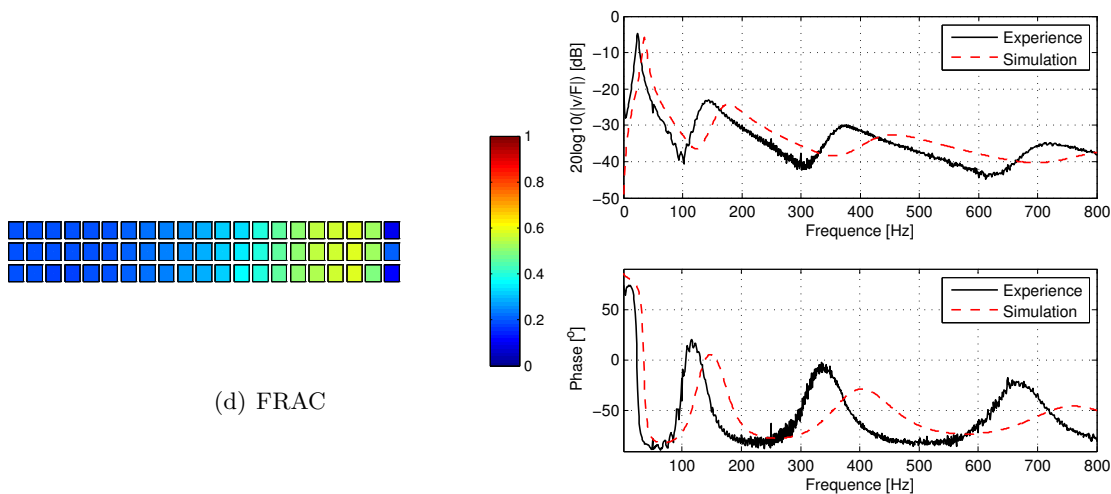 1
0.8
0.6
0.4
0.2
0
(d) FRAC
0
−10
−20
−30
−40
−50
20log10(|v/F|) [dB]
Experience
Simulation
0 100 200 300 400 500 600 700 800
Frequence [Hz]
50
0
−50
Phase [°]
Experience
Simulation
100 200 300 400 500 600 700 800
Frequence [Hz]